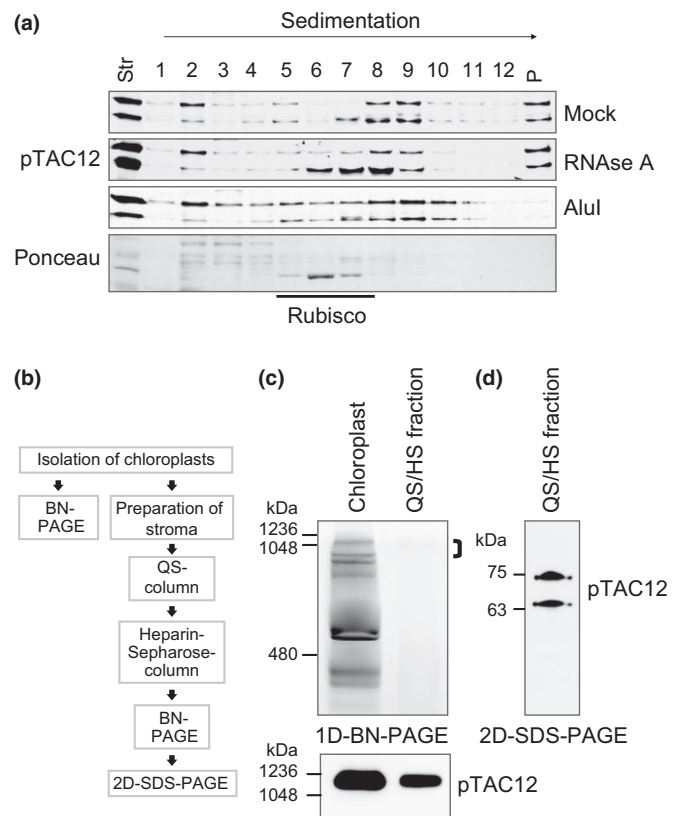 (a)
Sedimentation
Str 1 2 3 4 5 6 7 8 9 10 11 12 P
Mock
pTAC12
RNAse A
AluI
Ponceau
Rubisco
(b)
Isolation of chloroplasts
BN-
PAGE
Preparation of
stroma
QS-
column
Heparin-
Sepharose-
column
BN-
PAGE
2D-SDS-PAGE
(c)
Chloroplast
QS/HS fraction
kDa
1236
1048
480
1D-BN-PAGE
kDa
1236
1048
pTAC12
(d)
QS/HS fraction
kDa
75
63
pTAC12
2D-SDS-PAGE